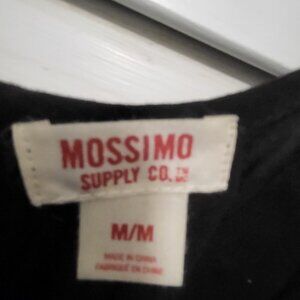 MOSSIMO
SUPPLY CO.
M/M
MADE IN CHINA
FABRIQUÉ EN CHINE